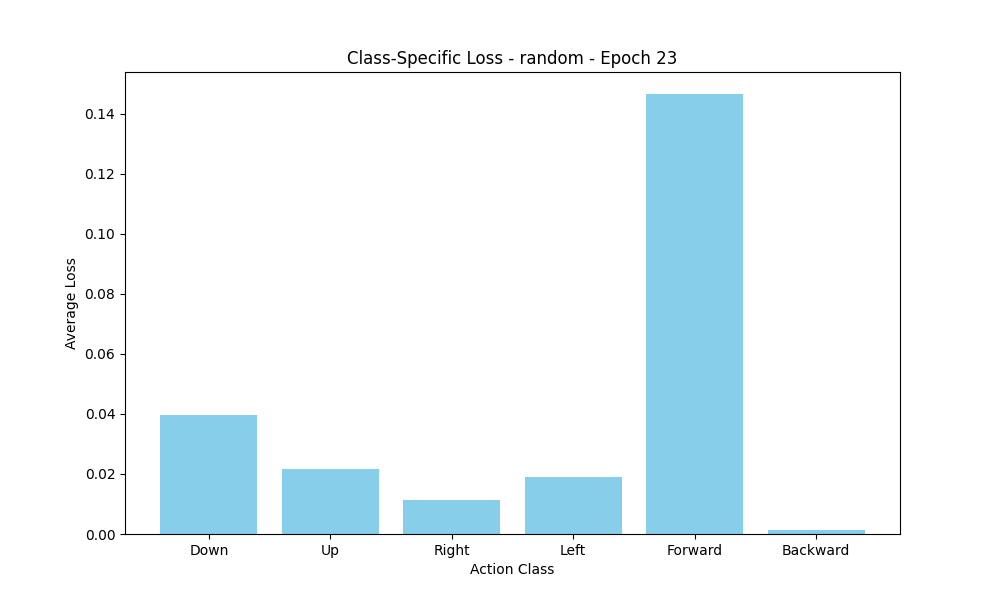 Class-Specific Loss - random - Epoch 23
Average Loss
0.14
0.12
0.10
0.08
0.06
0.04
0.02
0.00
Down Up Right Left Forward Backward
Action Class